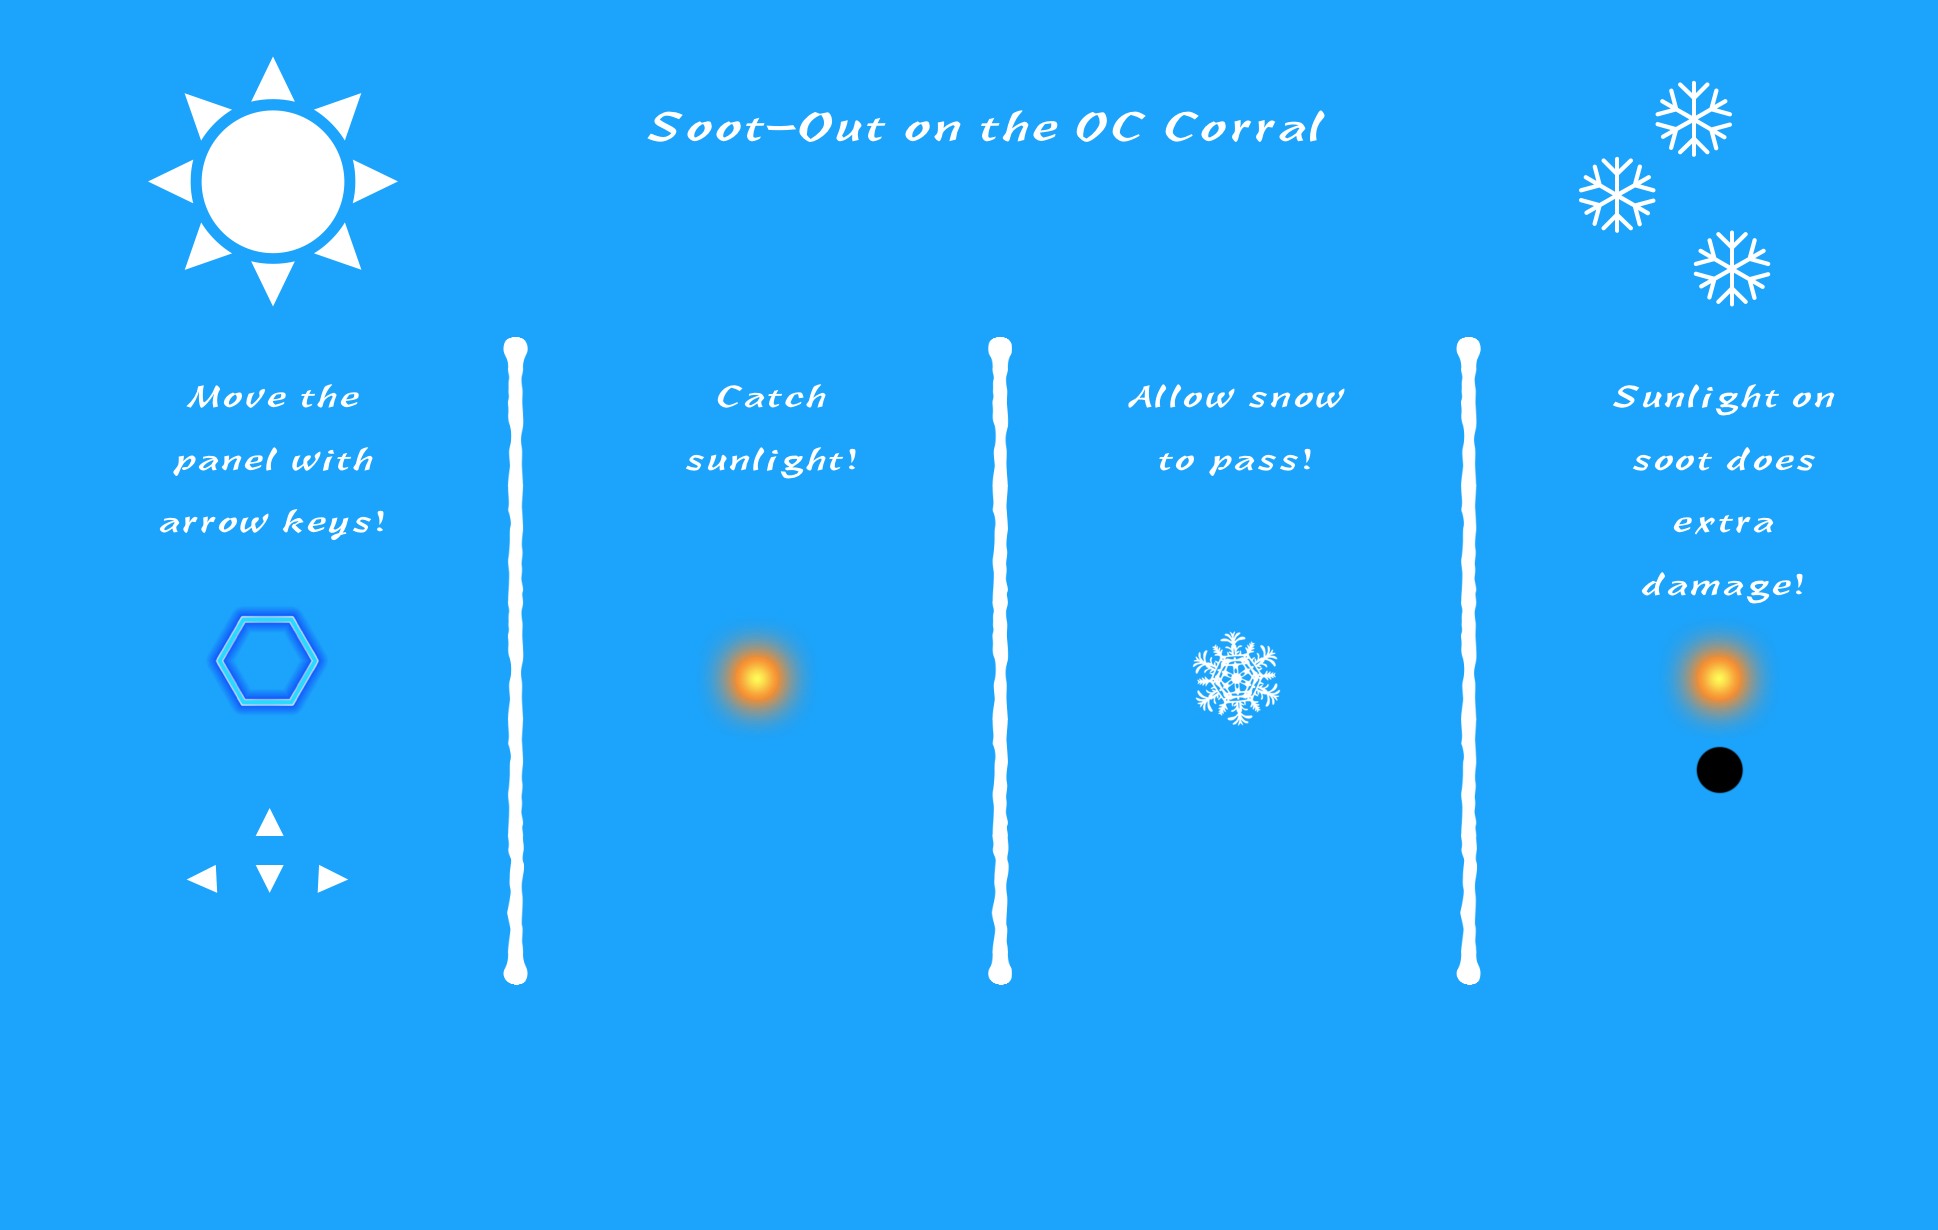 Soot-Out on the OC Corral
Move the
panel with
arrow keys!
Catch
sunlight!
Allow snow
to pass!
Sunlight on
soot does
extra
damage!